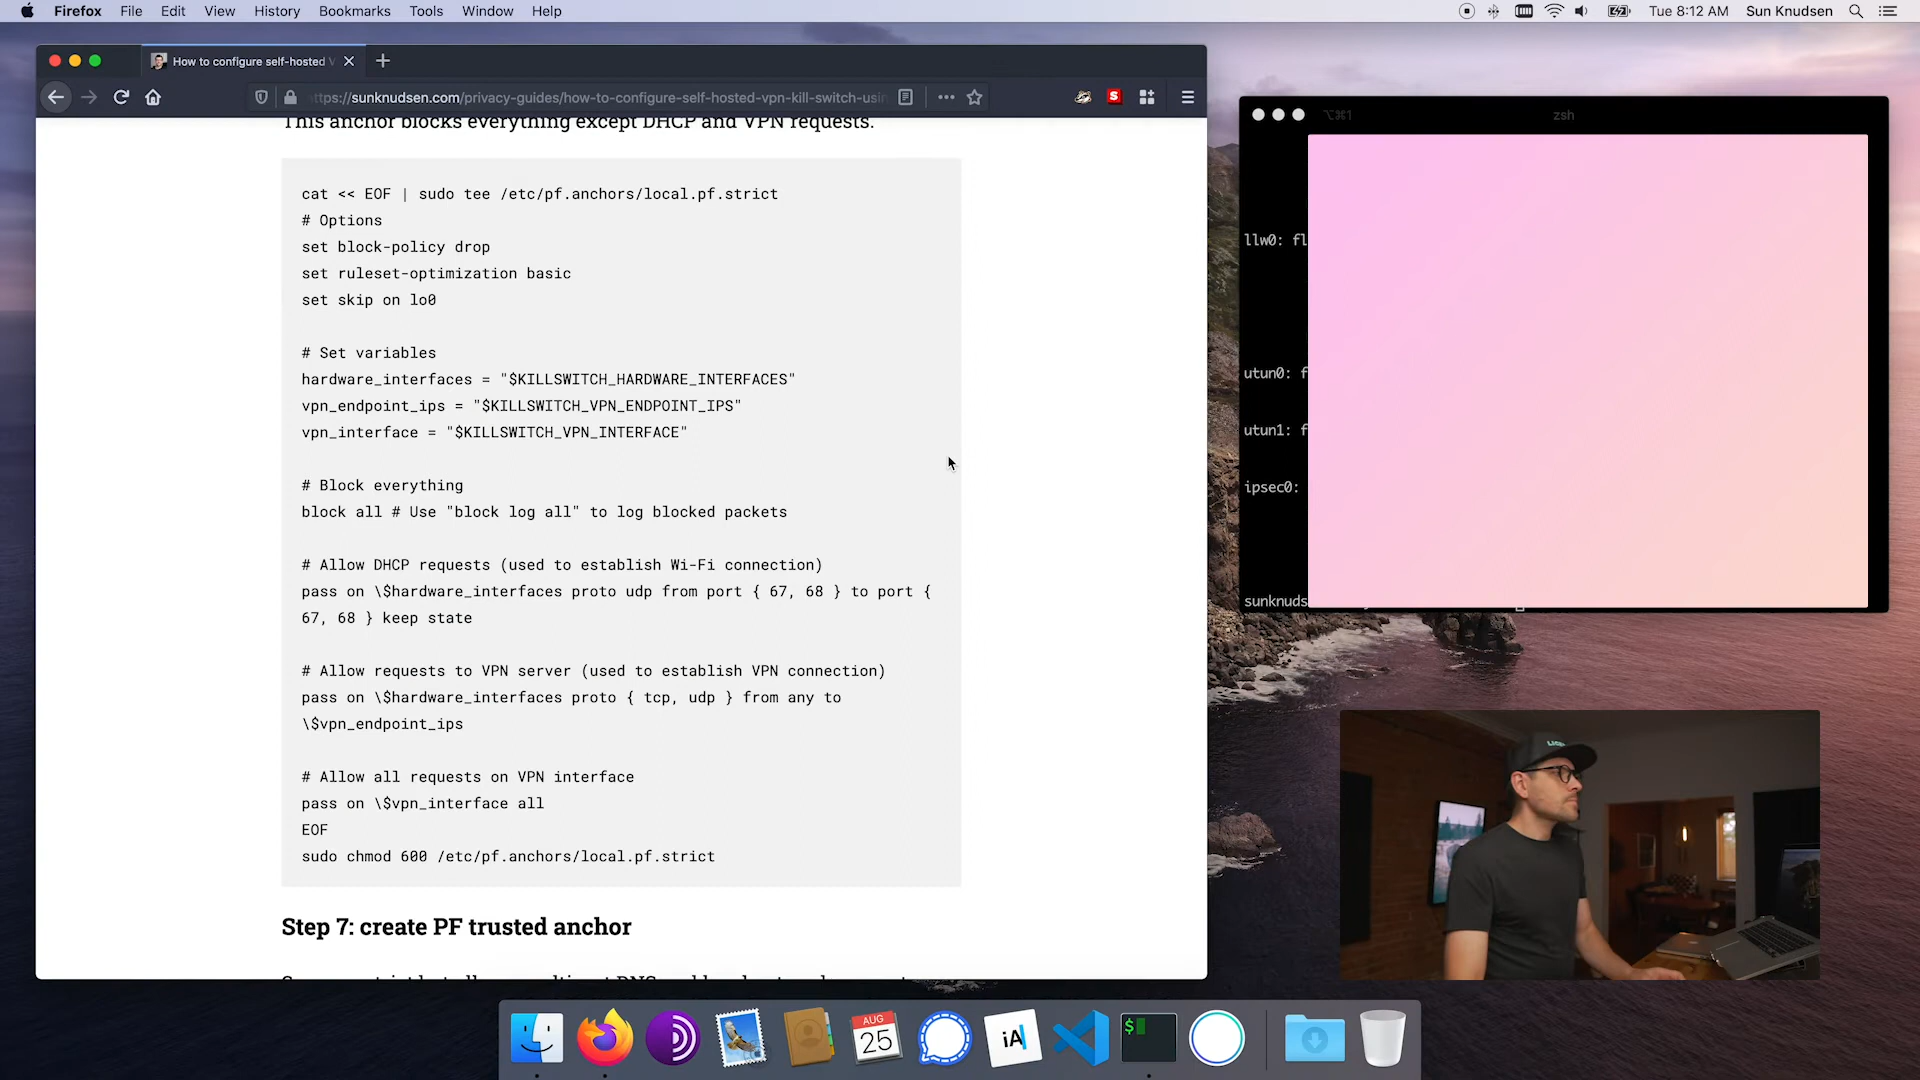 Firefox File Edit View History Bookmarks Tools Window Help
Tue 8:12 AM Sun Knudsen
How to configure self-hosted V
https://sunknudsen.com/privacy-guides/how-to-configure-self-hosted-vpn-kill-switch-usin
This anchor blocks everything except DHCP and VPN requests.
cat << EOF | sudo tee /etc/pf.anchors/local.pf.strict
# Options
set block-policy drop
set ruleset-optimization basic
set skip on lo0
# Set variables
hardware_interfaces = "$KILLSWITCH_HARDWARE_INTERFACES"
vpn_endpoint_ips = "$KILLSWITCH_VPN_ENDPOINT_IPS"
vpn_interface = "$KILLSWITCH_VPN_INTERFACE"
# Block everything
block all # Use "block log all" to log blocked packets
# Allow DHCP requests (used to establish Wi-Fi connection)
pass on \$hardware_interfaces proto udp from port { 67, 68 } to port {
67, 68 } keep state
# Allow requests to VPN server (used to establish VPN connection)
pass on \$hardware_interfaces proto { tcp, udp } from any to
\$vpn_endpoint_ips
# Allow all requests on VPN interface
pass on \$vpn_interface all
EOF
sudo chmod 600 /etc/pf.anchors/local.pf.strict
Step 7: create PF trusted anchor
⌥⌘1 zsh
llw0: fl
utun0: f
utun1: f
ipsec0:
sunknuds
AUG
25
iA
$
S